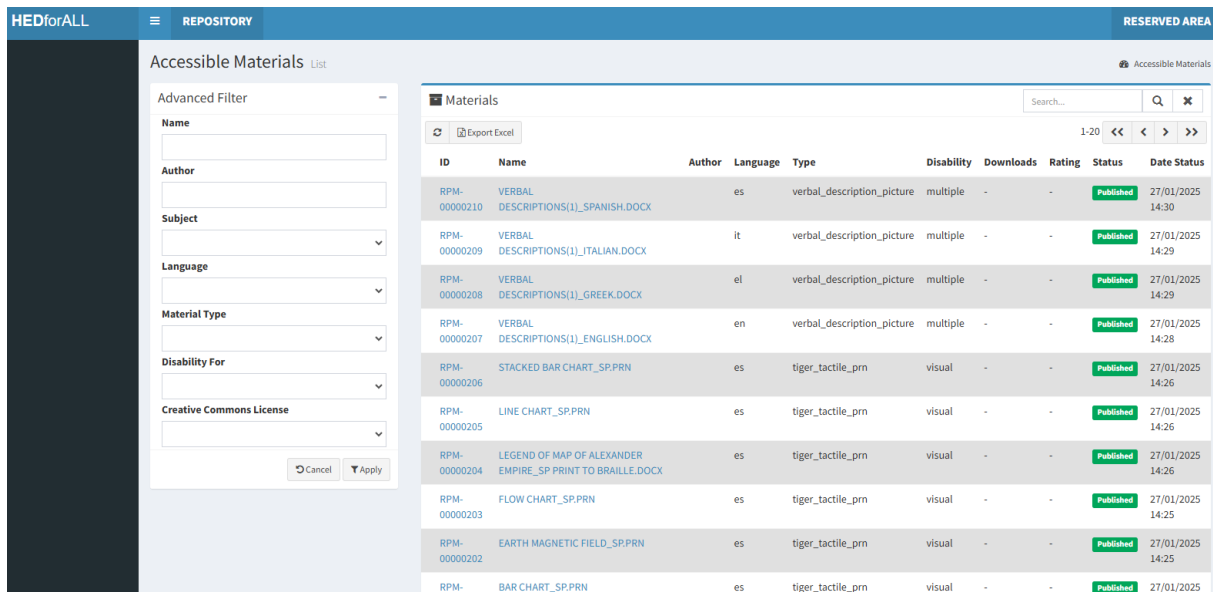 HEDforALL REPOSITORY RESERVED AREA
Accessible Materials List Accessible Materials
Advanced Filter
Name
Author
Subject
Language
Material Type
Disability For
Creative Commons License
Cancel Apply
Materials Search...
Export Excel 1-20
ID Name Author Language Type Disability Downloads Rating Status Date Status
RPM- VERBAL es verbal_description_picture multiple - - Published 27/01/2025
00000210 DESCRIPTIONS(1)_SPANISH.DOCX 14:30
RPM- VERBAL it verbal_description_picture multiple - - Published 27/01/2025
00000209 DESCRIPTIONS(1)_ITALIAN.DOCX 14:29
RPM- VERBAL el verbal_description_picture multiple - - Published 27/01/2025
00000208 DESCRIPTIONS(1)_GREEK.DOCX 14:29
RPM- VERBAL en verbal_description_picture multiple - - Published 27/01/2025
00000207 DESCRIPTIONS(1)_ENGLISH.DOCX 14:28
RPM- STACKED BAR CHART_SP.PRN es tiger_tactile_prn visual - - Published 27/01/2025
00000206 14:26
RPM- LINE CHART_SP.PRN es tiger_tactile_prn visual - - Published 27/01/2025
00000205 14:26
RPM- LEGEND OF MAP OF ALEXANDER es tiger_tactile_prn visual - - Published 27/01/2025
00000204 EMPIRE_SP PRINT TO BRAILLE.DOCX 14:26
RPM- FLOW CHART_SP.PRN es tiger_tactile_prn visual - - Published 27/01/2025
00000203 14:25
RPM- EARTH MAGNETIC FIELD_SP.PRN es tiger_tactile_prn visual - - Published 27/01/2025
00000202 14:25
RPM- BAR CHART_SP.PRN es tiger_tactile_prn visual - - Published 27/01/2025